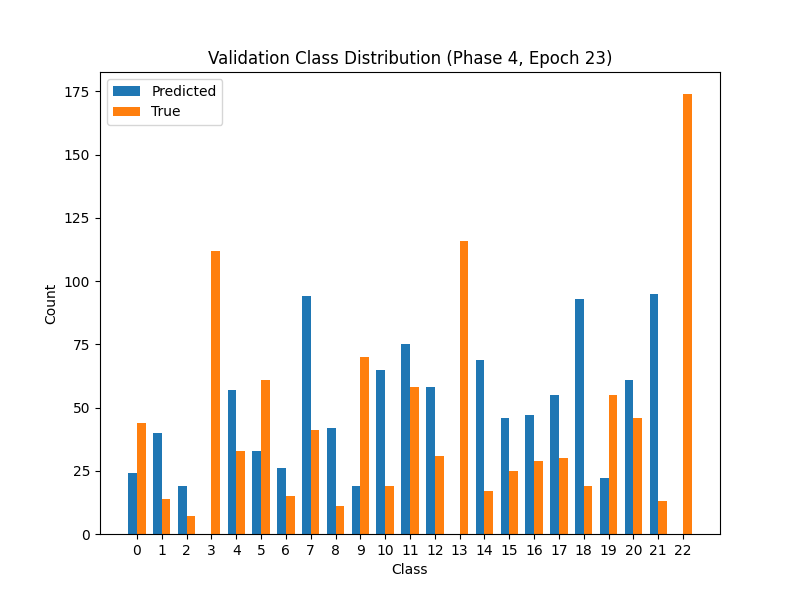 Validation Class Distribution (Phase 4, Epoch 23)
Predicted
True
175
150
125
100
75
50
25
0
Count
0 1 2 3 4 5 6 7 8 9 10 11 12 13 14 15 16 17 18 19 20 21 22
Class